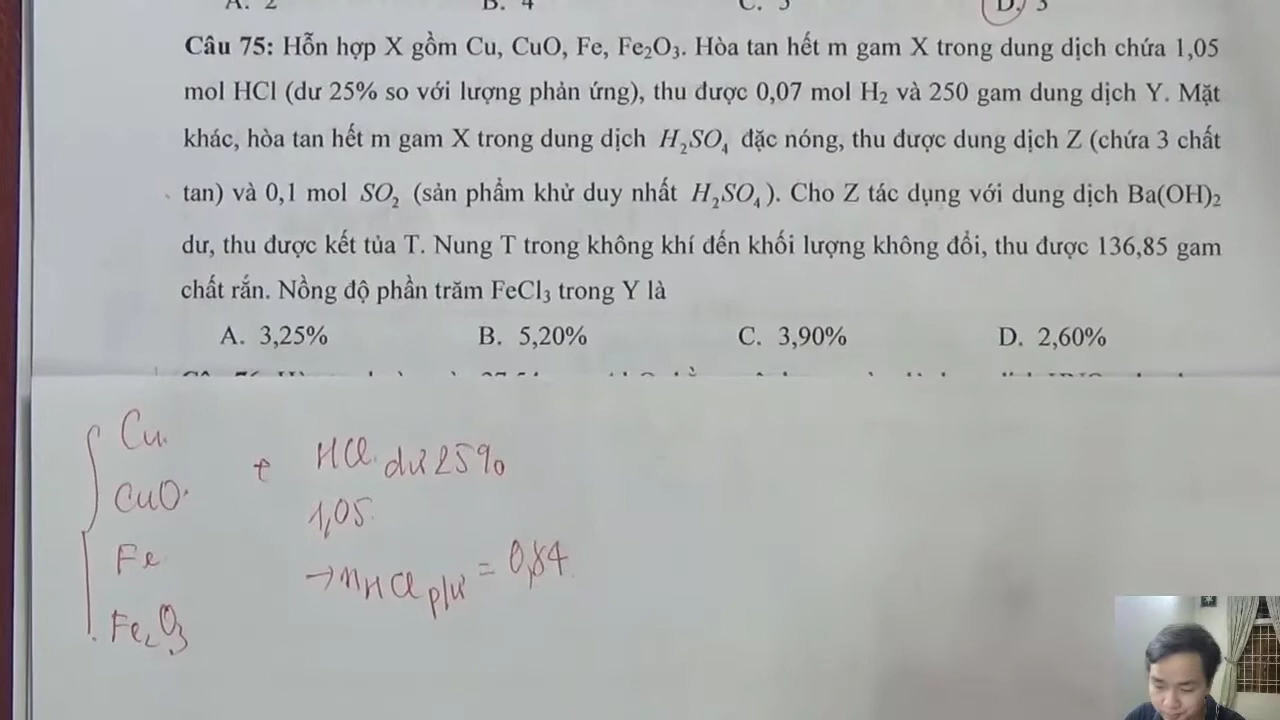 A. 2 B. 4 C. 5 D. 3
Câu 75: Hỗn hợp X gồm Cu, CuO, Fe, Fe₂O₃. Hòa tan hết m gam X trong dung dịch chứa 1,05
mol HCl (dư 25% so với lượng phản ứng), thu được 0,07 mol H₂ và 250 gam dung dịch Y. Mặt
khác, hòa tan hết m gam X trong dung dịch H₂SO₄ đặc nóng, thu được dung dịch Z (chứa 3 chất
tan) và 0,1 mol SO₂ (sản phẩm khử duy nhất H₂SO₄). Cho Z tác dụng với dung dịch Ba(OH)₂
dư, thu được kết tủa T. Nung T trong không khí đến khối lượng không đổi, thu được 136,85 gam
chất rắn. Nồng độ phần trăm FeCl₃ trong Y là
A. 3,25% B. 5,20% C. 3,90% D. 2,60%
Cu
CuO + HCl dư 25%
1,05
Fe → nHCl p/ư = 0,84
Fe₂O₃